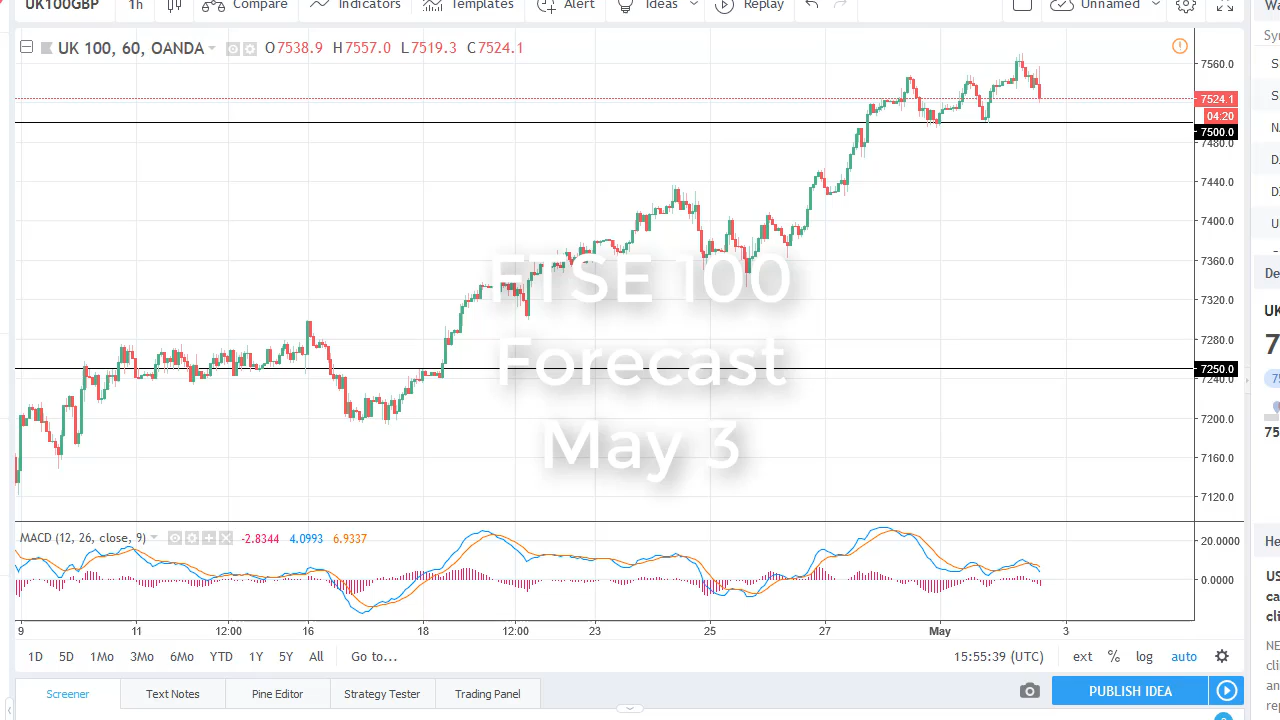 UK100GBP 1h Compare Indicators Templates Alert Ideas Replay Unnamed
UK 100, 60, OANDA O7538.9 H7557.0 L7519.3 C7524.1
7560.0
7524.1
04:20
7500.0
7480.0
7440.0
7400.0
7360.0
7320.0
7280.0
7250.0
7240.0
7200.0
7160.0
7120.0
FTSE 100
Forecast
May 3
MACD (12, 26, close, 9) -2.8344 4.0993 6.9337
20.0000
0.0000
9 11 12:00 16 18 12:00 23 25 27 May 3
1D 5D 1Mo 3Mo 6Mo YTD 1Y 5Y All Go to... 15:55:39 (UTC) ext % log auto
Screener Text Notes Pine Editor Strategy Tester Trading Panel PUBLISH IDEA